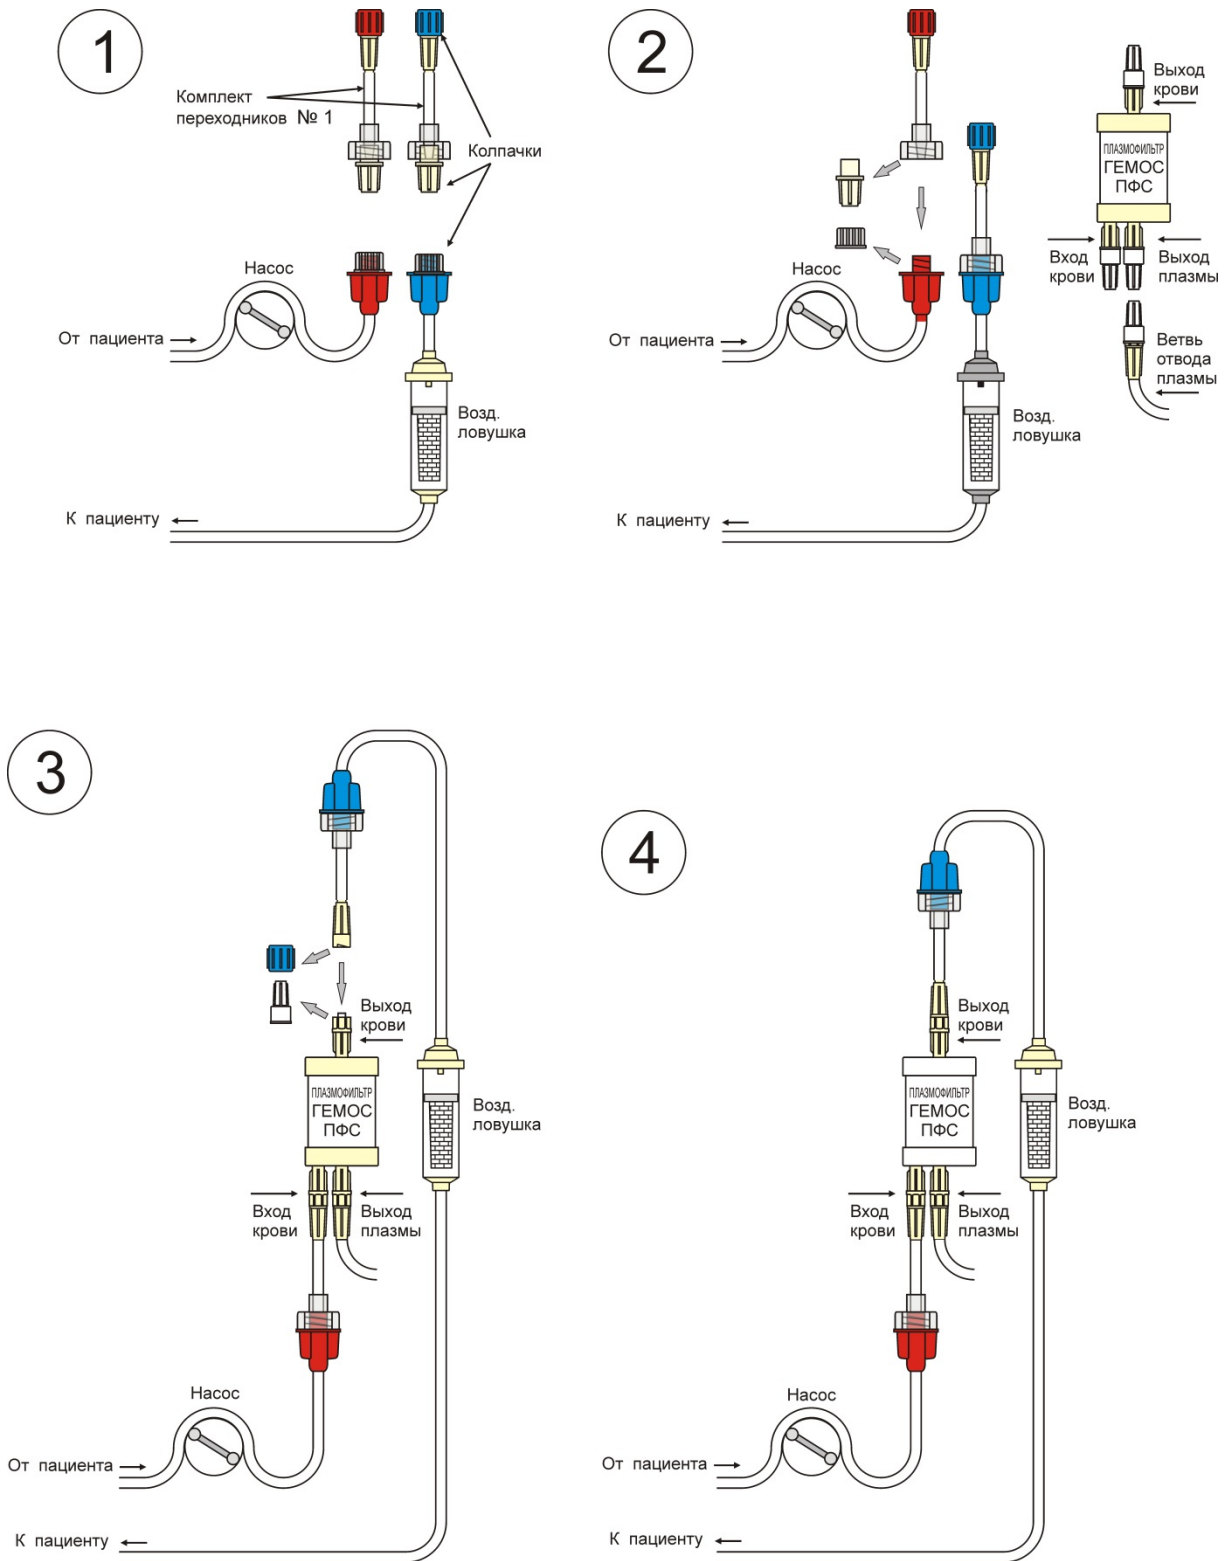 1
Комплект
переходников № 1
Колпачки
Насос
От пациента
Возд.
ловушка
К пациенту
2
Выход
крови
ПЛАЗМОФИЛЬТР
ГЕМОС
ПФС
Вход
крови
Выход
плазмы
Насос
От пациента
Ветвь
отвода
плазмы
Возд.
ловушка
К пациенту
3
Выход
крови
ПЛАЗМОФИЛЬТР
ГЕМОС
ПФС
Возд.
ловушка
Вход
крови
Выход
плазмы
Насос
От пациента
К пациенту
4
Выход
крови
ПЛАЗМОФИЛЬТР
ГЕМОС
ПФС
Возд.
ловушка
Вход
крови
Выход
плазмы
Насос
От пациента
К пациенту